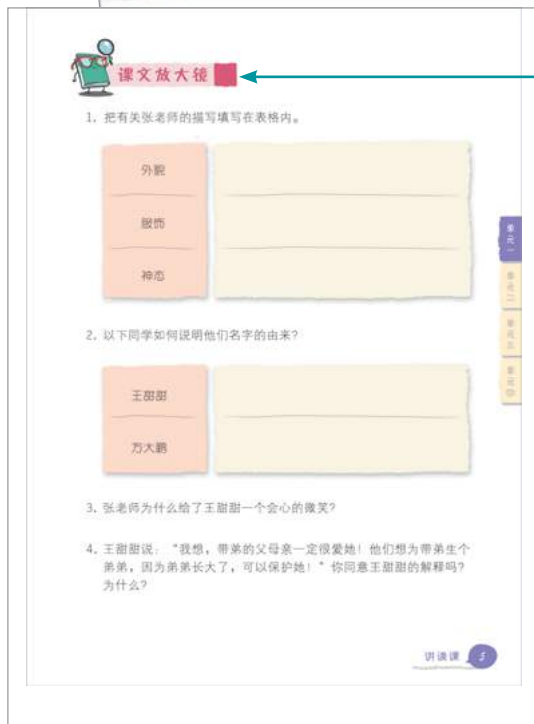 课文放大镜
1. 把有关张老师的描写填写在表格内。
外貌
服饰
神态
2. 以下同学如何说明他们名字的由来？
王甜甜
万大鹏
3. 张老师为什么给了王甜甜一个会心的微笑？
4. 王甜甜说：“我想，带弟的父母亲一定很爱她！他们想为带弟生个
弟弟，因为弟弟长大了，可以保护她！”你同意王甜甜的解释吗？
为什么？
单元一
单元二
单元三
单元四
讲读课 5